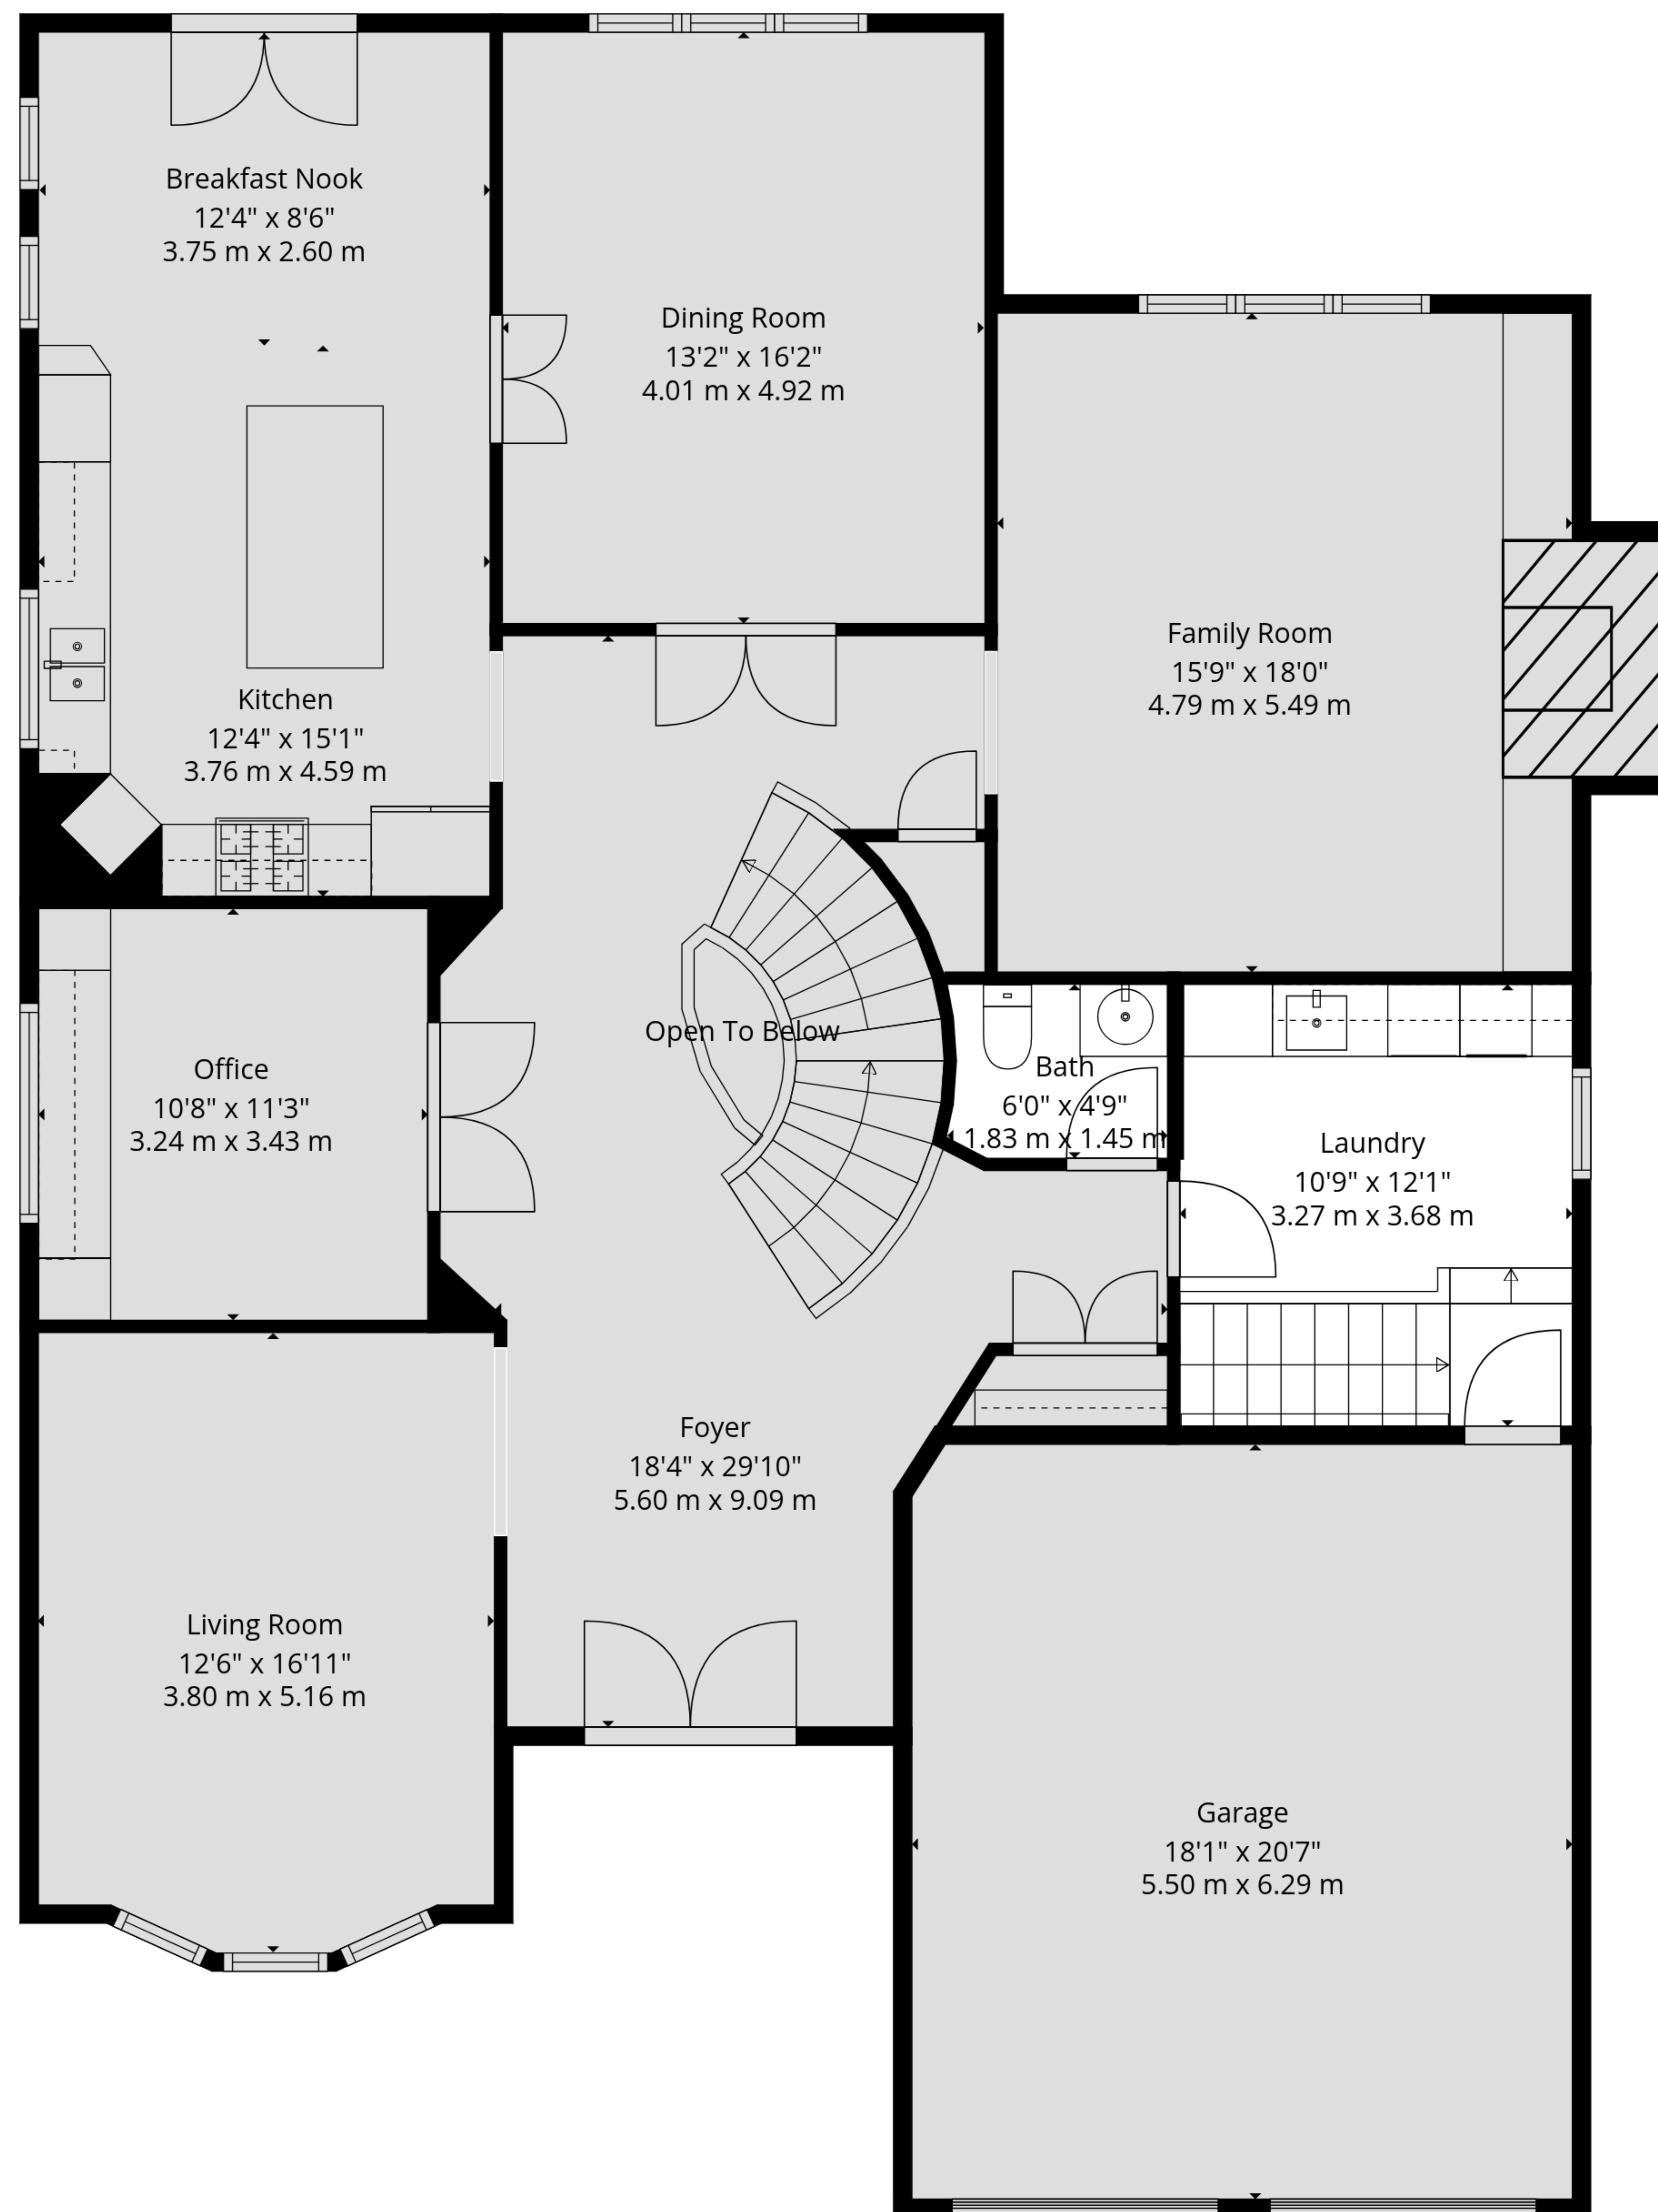 Breakfast Nook
12'4" x 8'6"
3.75 m x 2.60 m
Dining Room
13'2" x 16'2"
4.01 m x 4.92 m
Family Room
15'9" x 18'0"
4.79 m x 5.49 m
Kitchen
12'4" x 15'1"
3.76 m x 4.59 m
Open To Below
Office
10'8" x 11'3"
3.24 m x 3.43 m
Bath
6'0" x 4'9"
1.83 m x 1.45 m
Laundry
10'9" x 12'1"
3.27 m x 3.68 m
Foyer
18'4" x 29'10"
5.60 m x 9.09 m
Living Room
12'6" x 16'11"
3.80 m x 5.16 m
Garage
18'1" x 20'7"
5.50 m x 6.29 m